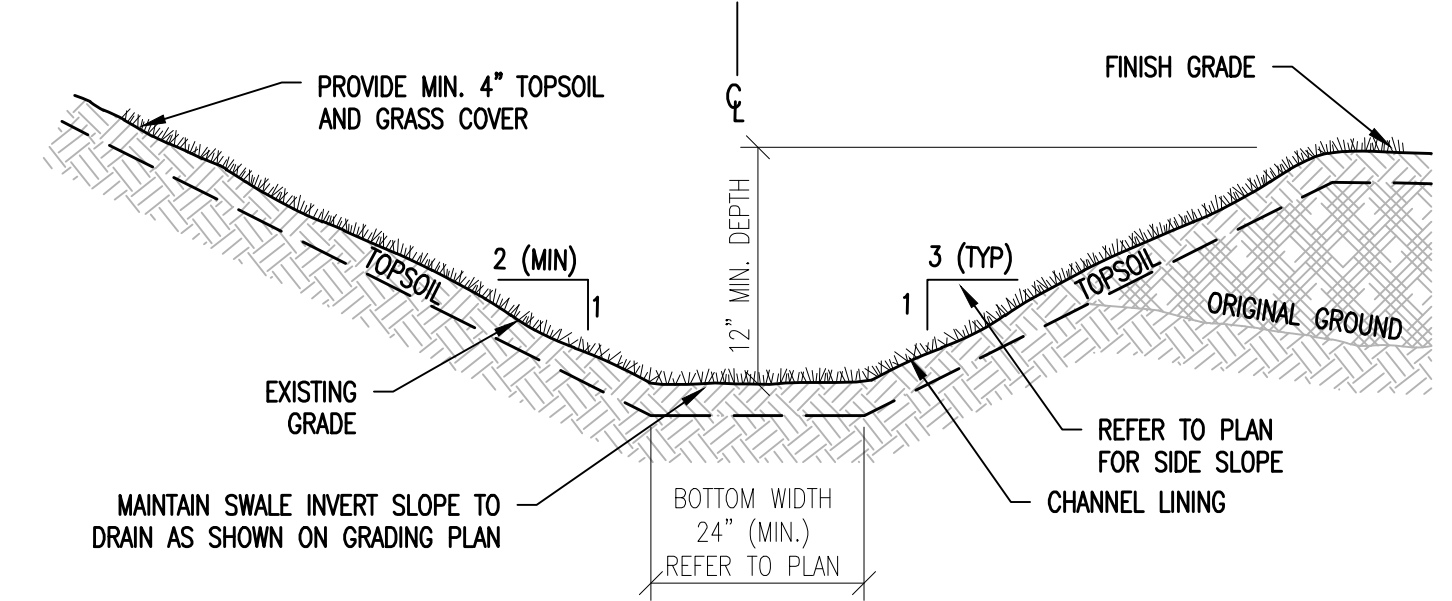 PROVIDE MIN. 4” TOPSOIL
AND GRASS COVER
℄
FINISH GRADE
12” MIN. DEPTH
2 (MIN)
1
3 (TYP)
1
TOPSOIL
TOPSOIL
ORIGINAL GROUND
EXISTING
GRADE
REFER TO PLAN
FOR SIDE SLOPE
CHANNEL LINING
MAINTAIN SWALE INVERT SLOPE TO
DRAIN AS SHOWN ON GRADING PLAN
BOTTOM WIDTH
24” (MIN.)
REFER TO PLAN